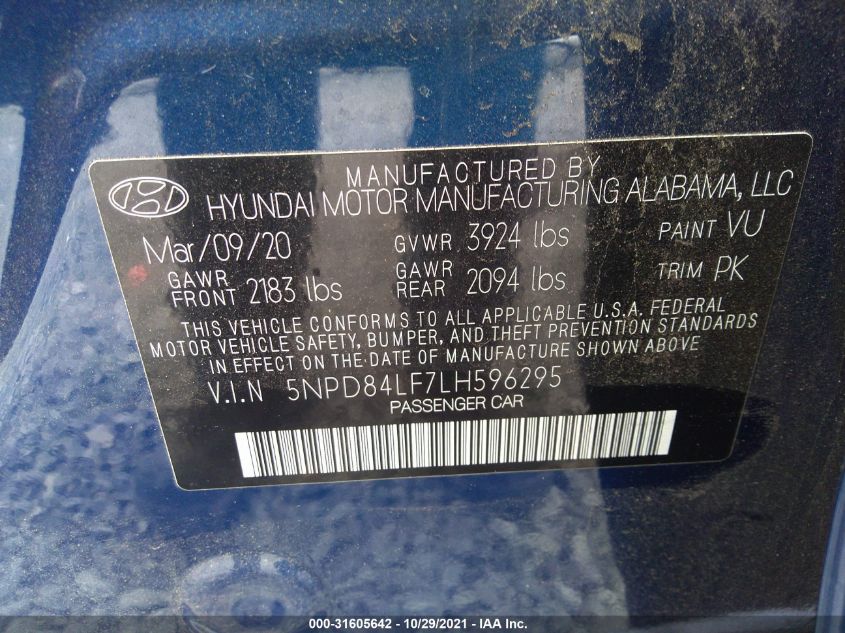 MANUFACTURED BY
HYUNDAI MOTOR MANUFACTURING ALABAMA, LLC
Mar/09/20 GVWR 3924 lbs PAINT VU
GAWR FRONT 2183 lbs GAWR REAR 2094 lbs TRIM PK
THIS VEHICLE CONFORMS TO ALL APPLICABLE U.S.A. FEDERAL
MOTOR VEHICLE SAFETY, BUMPER, AND THEFT PREVENTION STANDARDS
IN EFFECT ON THE DATE OF MANUFACTURE SHOWN ABOVE
V.I.N 5NPD84LF7LH596295
PASSENGER CAR
000-31605642 - 10/29/2021 - IAA Inc.